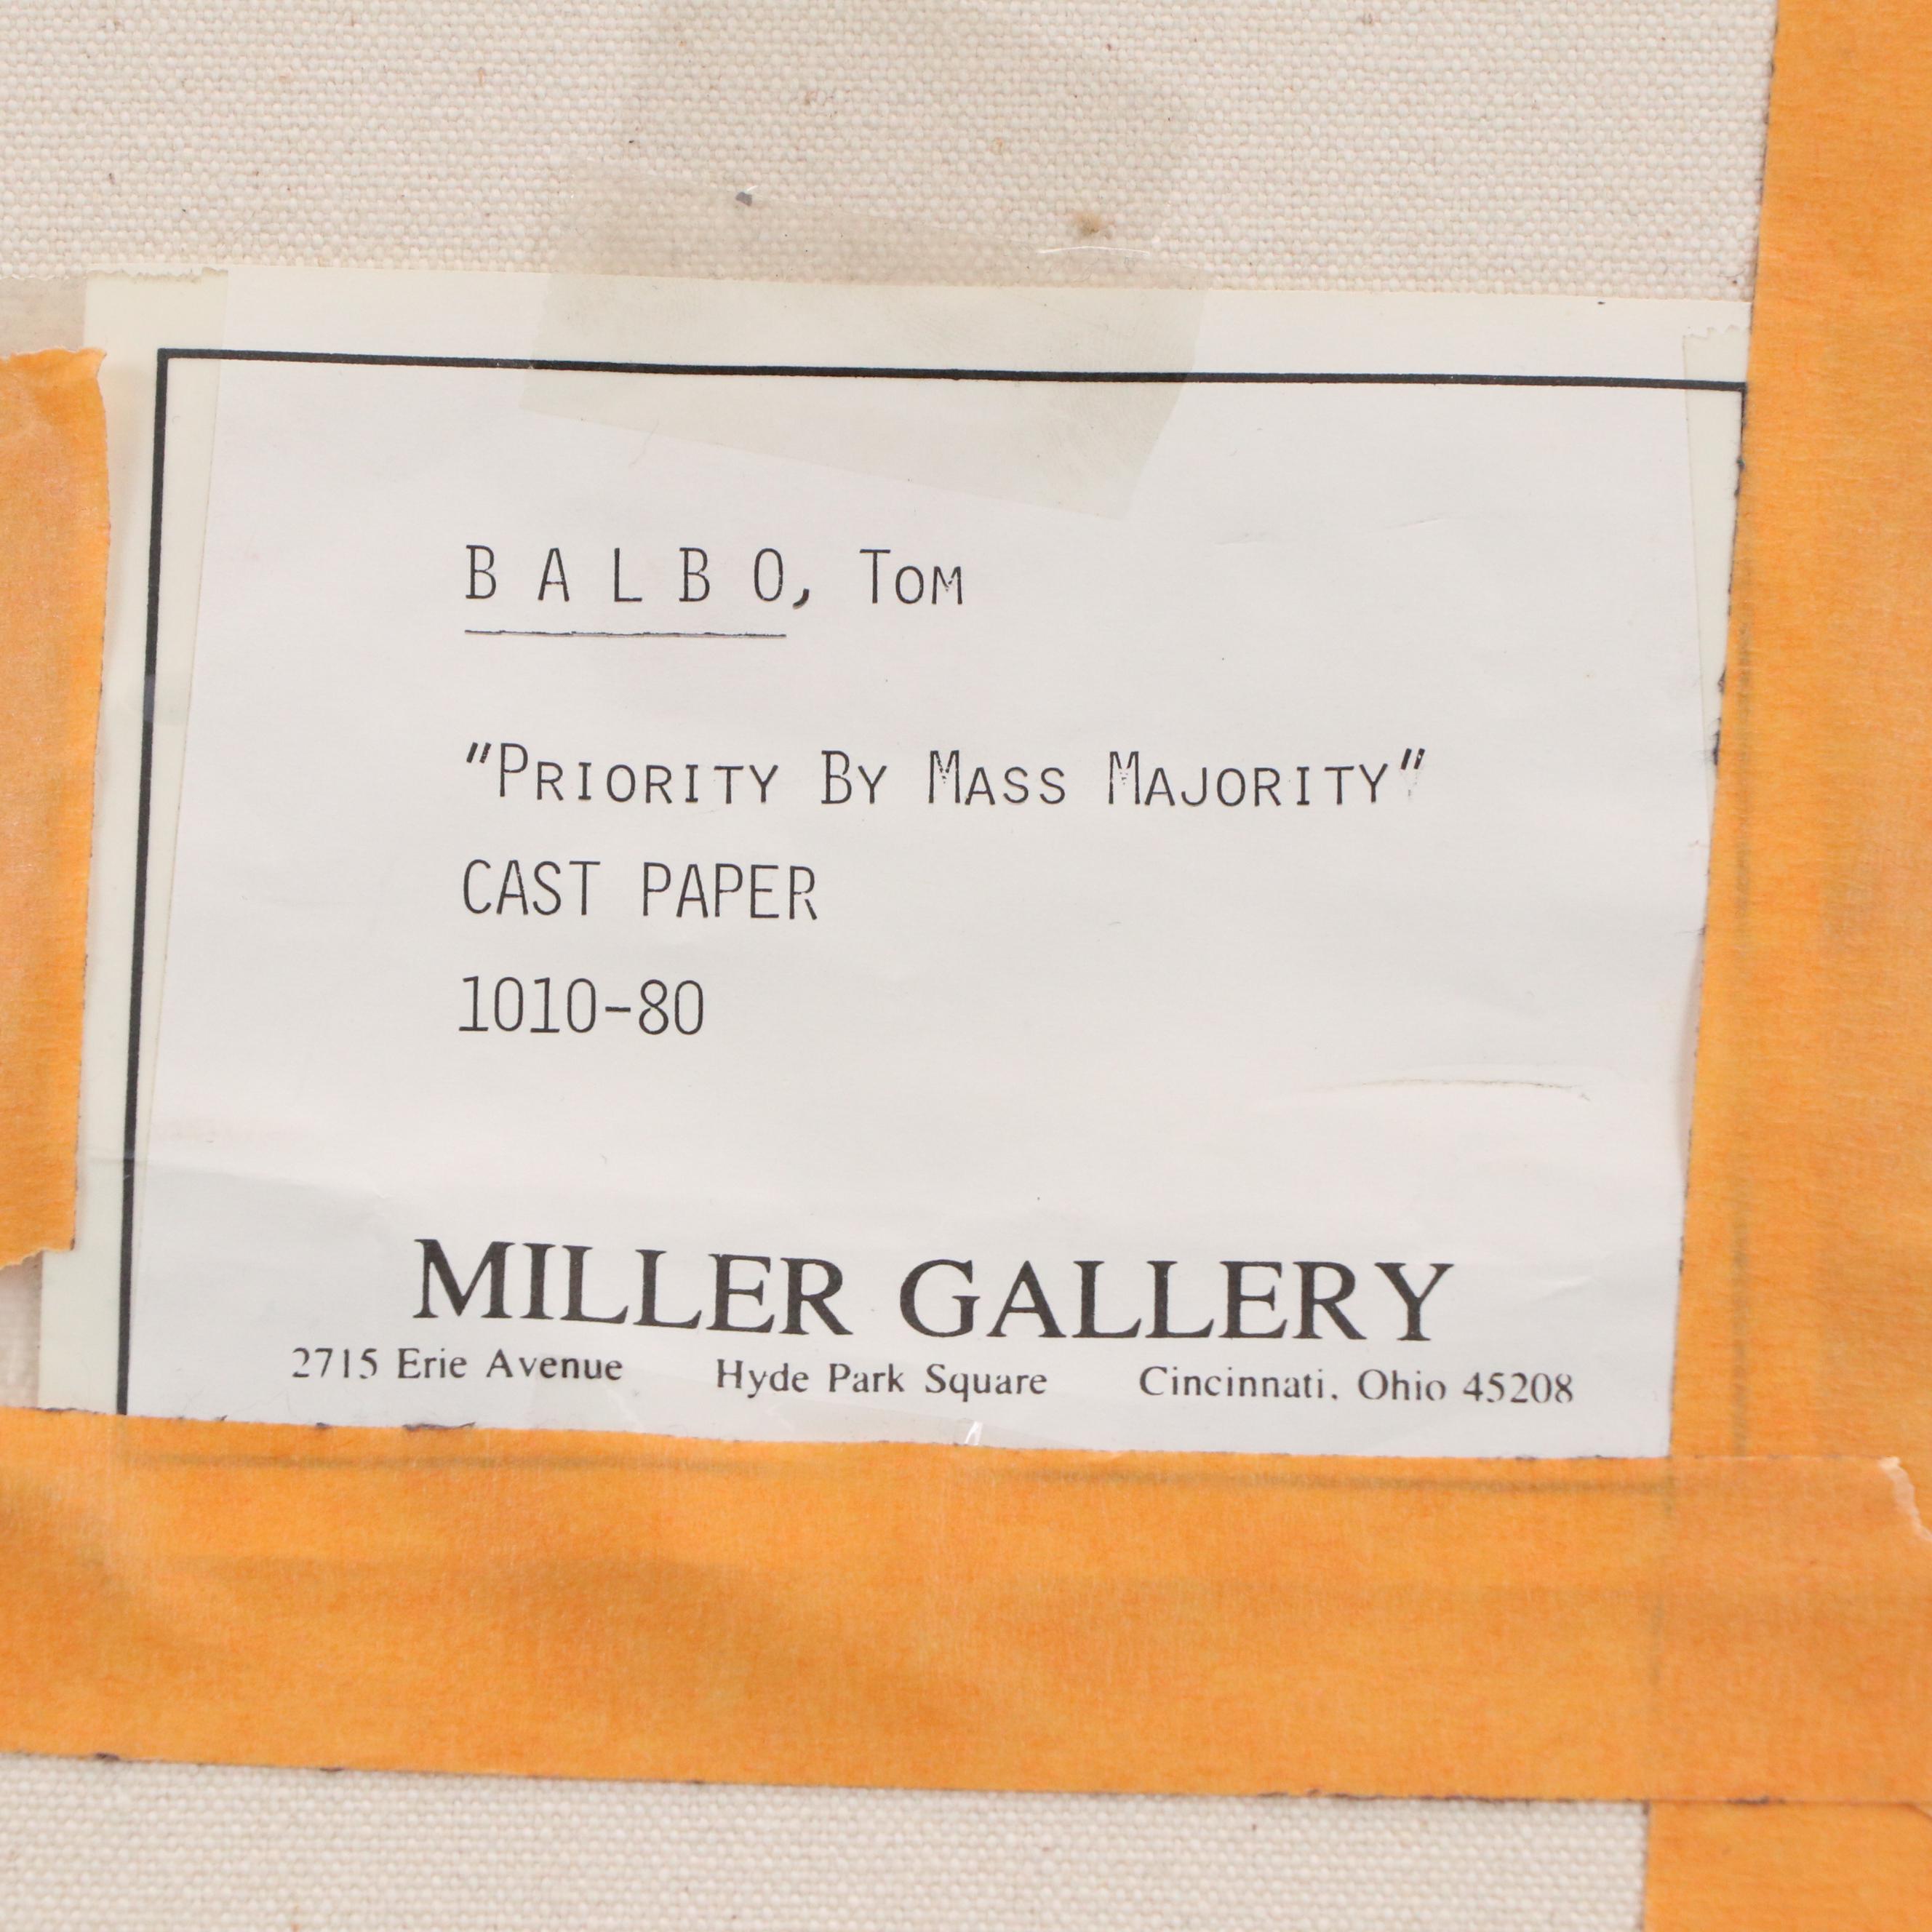 BALBO, Tom
"Priority By Mass Majority"
CAST PAPER
1010-80
MILLER GALLERY
2715 Erie Avenue Hyde Park Square Cincinnati, Ohio 45208